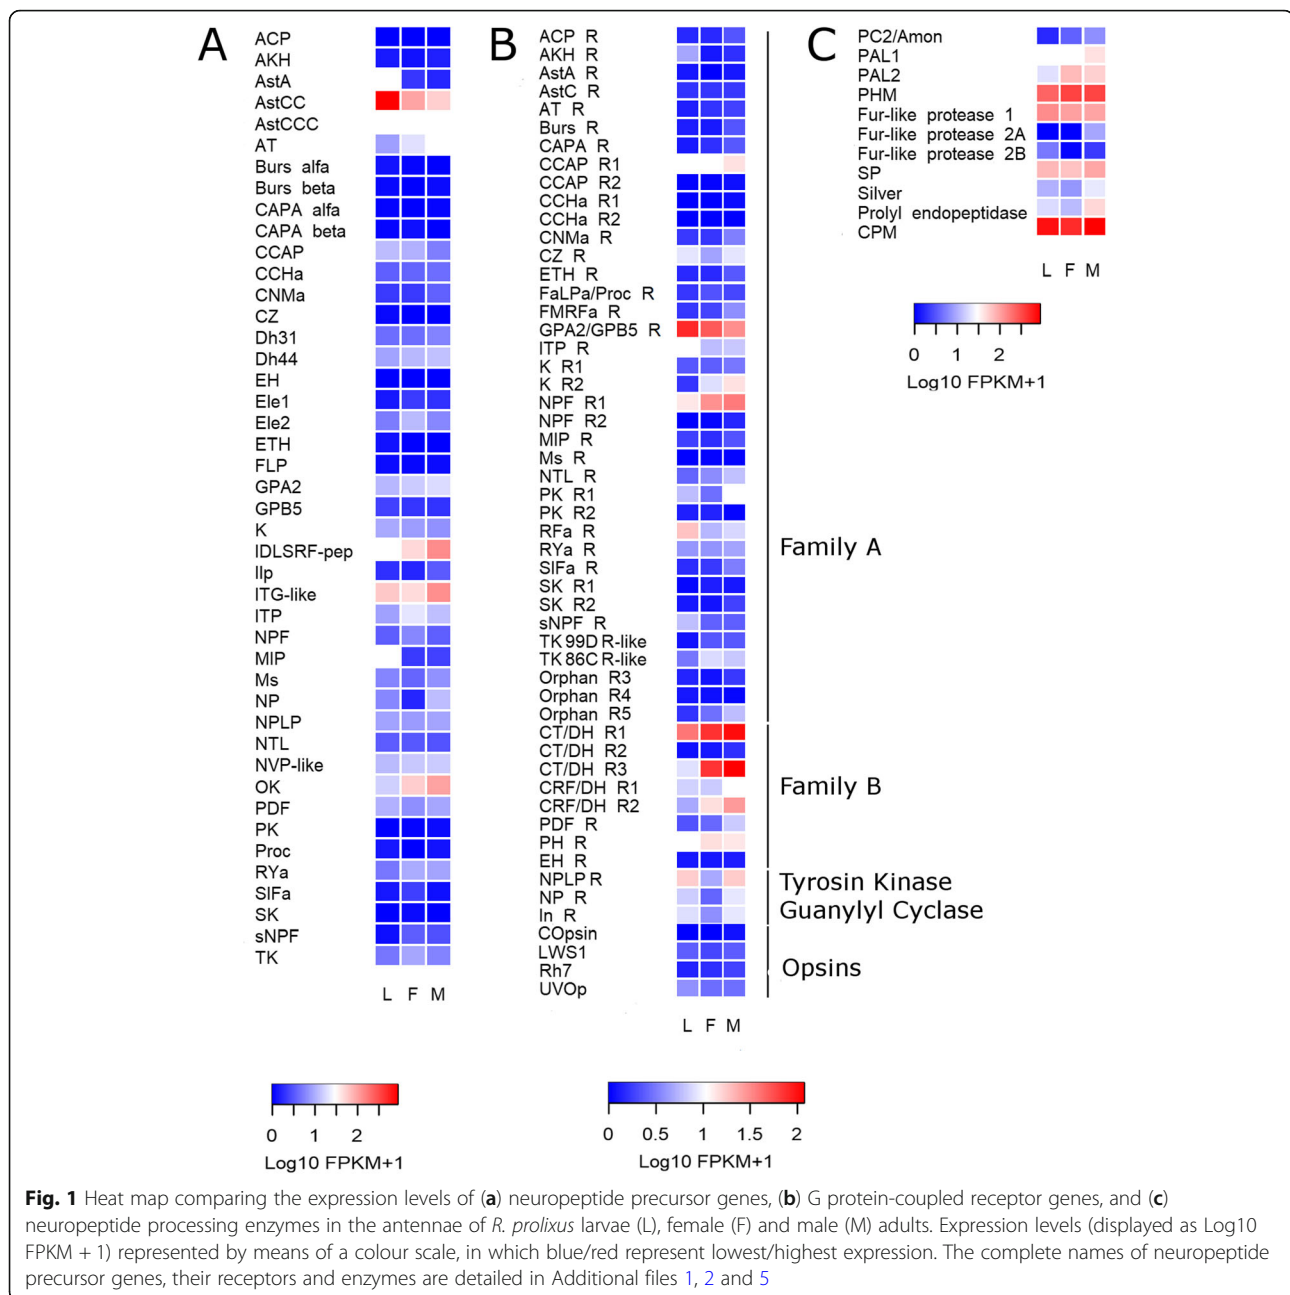 A
ACP
AKH
AstA
AstCC
AstCCC
AT
Burs alfa
Burs beta
CAPA alfa
CAPA beta
CCAP
CCHa
CNMa
CZ
Dh31
Dh44
EH
Ele1
Ele2
ETH
FLP
GPA2
GPB5
K
IDLSRF-pep
Ilp
ITG-like
ITP
NPF
MIP
Ms
NP
NPLP
NTL
NVP-like
OK
PDF
PK
Proc
RYa
SIFa
SK
sNPF
TK
L F M
0 1 2
Log10 FPKM+1
B
ACP R
AKH R
AstA R
AstC R
AT R
Burs R
CAPA R
CCAP R1
CCAP R2
CCHa R1
CCHa R2
CNMa R
CZ R
ETH R
FaLPa/Proc R
FMRFa R
GPA2/GPB5 R
ITP R
K R1
K R2
NPF R1
NPF R2
MIP R
Ms R
NTL R
PK R1
PK R2
RFa R
RYa R
SIFa R
SK R1
SK R2
sNPF R
TK 99D R-like
TK 86C R-like
Orphan R3
Orphan R4
Orphan R5
CT/DH R1
CT/DH R2
CT/DH R3
CRF/DH R1
CRF/DH R2
PDF R
PH R
EH R
NPLP R
NP R
In R
COpsin
LWS1
Rh7
UVOp
Family A
Family B
Tyrosin Kinase
Guanylyl Cyclase
Opsins
L F M
0 0.5 1 1.5 2
Log10 FPKM+1
C
PC2/Amon
PAL1
PAL2
PHM
Fur-like protease 1
Fur-like protease 2A
Fur-like protease 2B
SP
Silver
Prolyl endopeptidase
CPM
L F M
0 1 2
Log10 FPKM+1
Fig. 1 Heat map comparing the expression levels of (a) neuropeptide precursor genes, (b) G protein-coupled receptor genes, and (c)
neuropeptide processing enzymes in the antennae of R. prolixus larvae (L), female (F) and male (M) adults. Expression levels (displayed as Log10
FPKM + 1) represented by means of a colour scale, in which blue/red represent lowest/highest expression. The complete names of neuropeptide
precursor genes, their receptors and enzymes are detailed in Additional files 1, 2 and 5